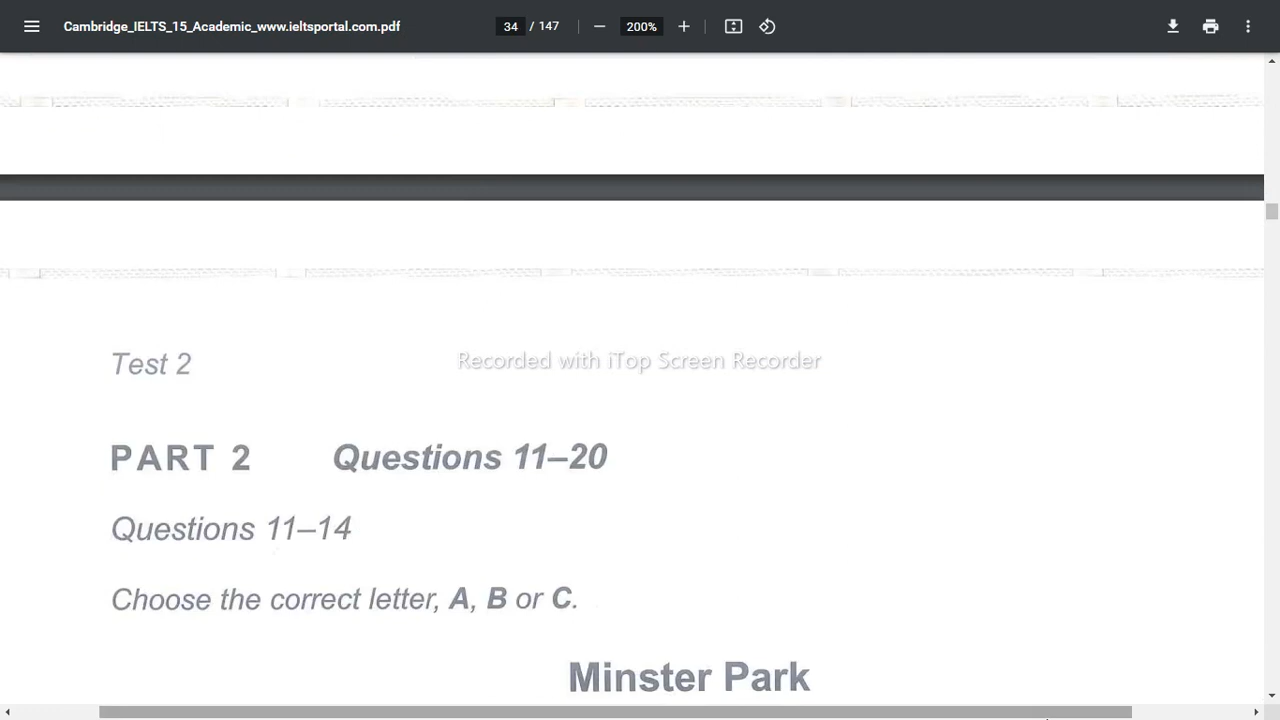 Cambridge_IELTS_15_Academic_www.ieltsportal.com.pdf 34 / 147 200%
Test 2
Recorded with iTop Screen Recorder
PART 2 Questions 11–20
Questions 11–14
Choose the correct letter, A, B or C.
Minster Park